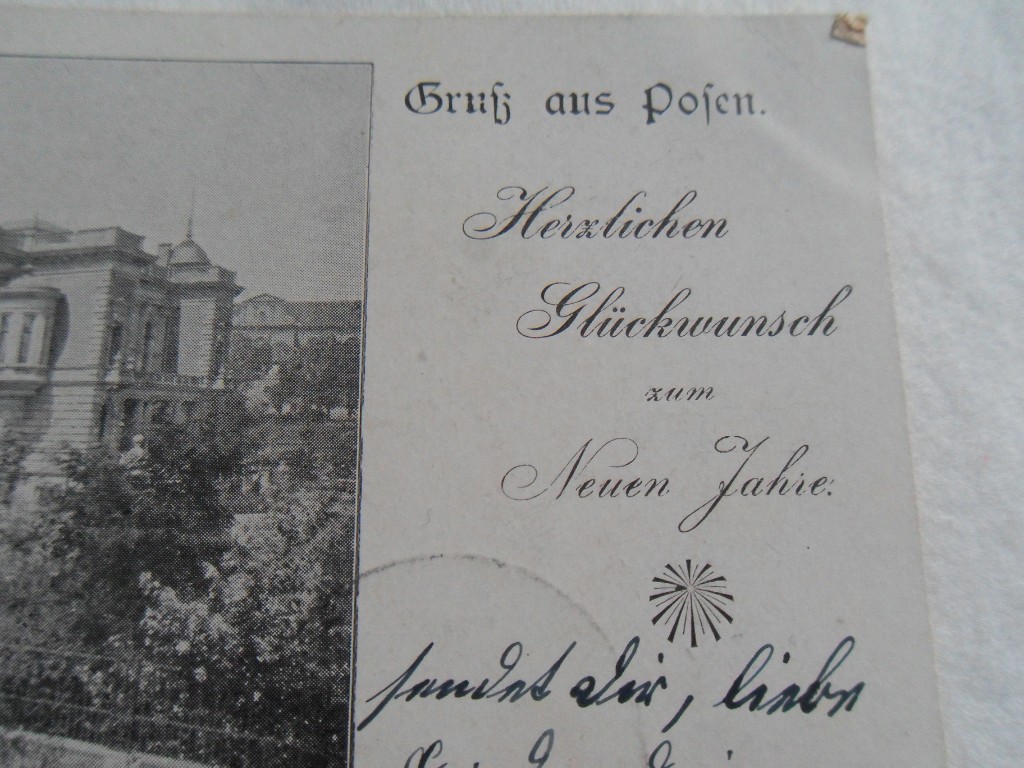 Gruß aus Posen.
Herzlichen
Glückwunsch
zum
Neuen Jahre.
sendet dir, liebe